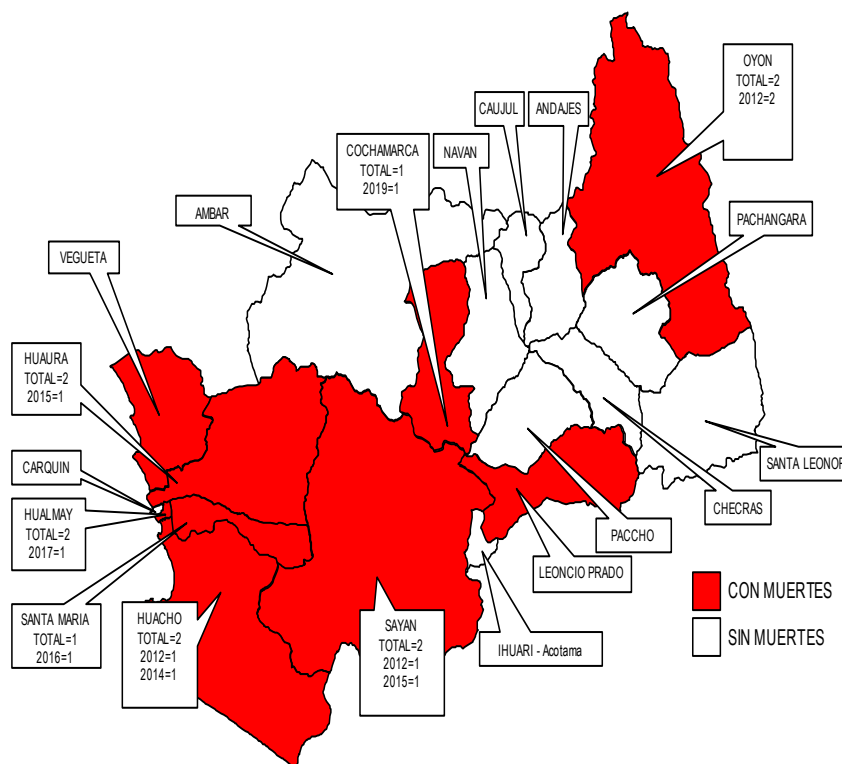 OYON
TOTAL=2
2012=2
CAUJUL
ANDAJES
COCHAMARCA
TOTAL=1
2019=1
NAVAN
AMBAR
PACHANGARA
VEGUETA
HUAURA
TOTAL=2
2015=1
CARQUIN
SANTA LEONOR
HUALMAY
TOTAL=2
2017=1
CHECRAS
PACCHO
LEONCIO PRADO
CON MUERTES
SANTA MARIA
TOTAL=1
2016=1
HUACHO
TOTAL=2
2012=1
2014=1
SAYAN
TOTAL=2
2012=1
2015=1
IHUARI - Acotama
SIN MUERTES